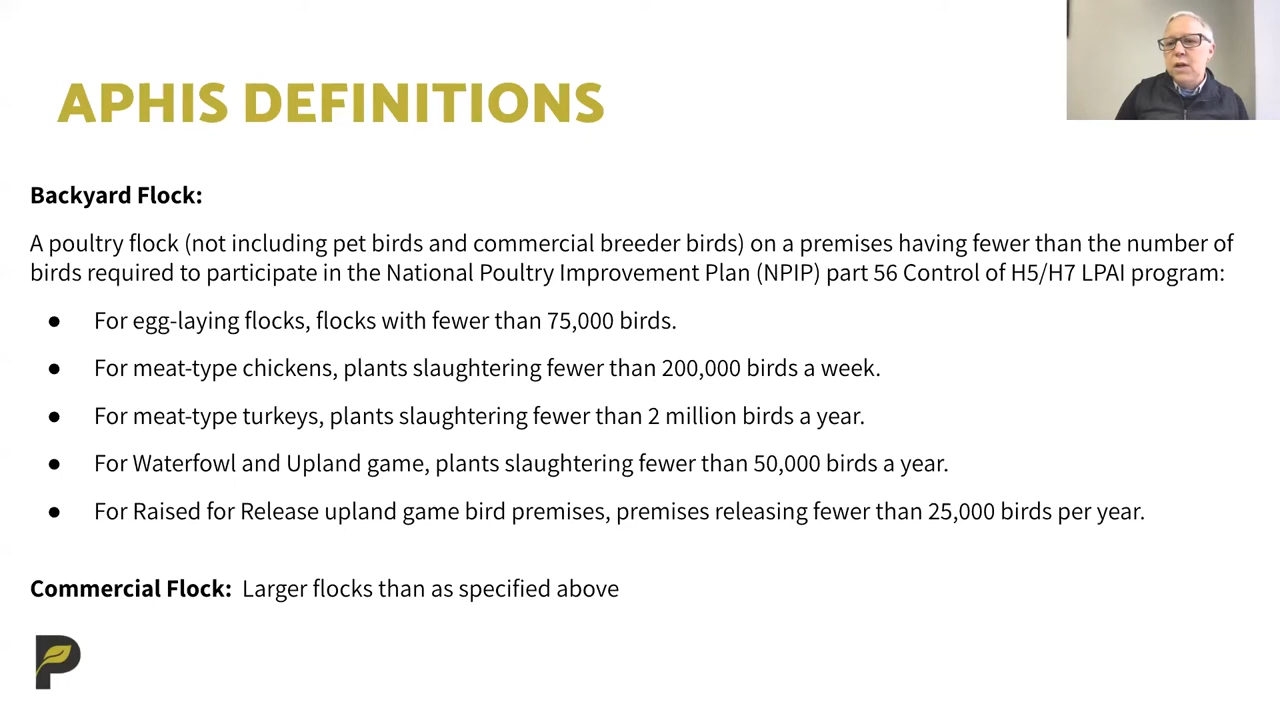 APHIS DEFINITIONS
Backyard Flock:
A poultry flock (not including pet birds and commercial breeder birds) on a premises having fewer than the number of
birds required to participate in the National Poultry Improvement Plan (NPIP) part 56 Control of H5/H7 LPAI program:
● For egg-laying flocks, flocks with fewer than 75,000 birds.
● For meat-type chickens, plants slaughtering fewer than 200,000 birds a week.
● For meat-type turkeys, plants slaughtering fewer than 2 million birds a year.
● For Waterfowl and Upland game, plants slaughtering fewer than 50,000 birds a year.
● For Raised for Release upland game bird premises, premises releasing fewer than 25,000 birds per year.
Commercial Flock: Larger flocks than as specified above
P